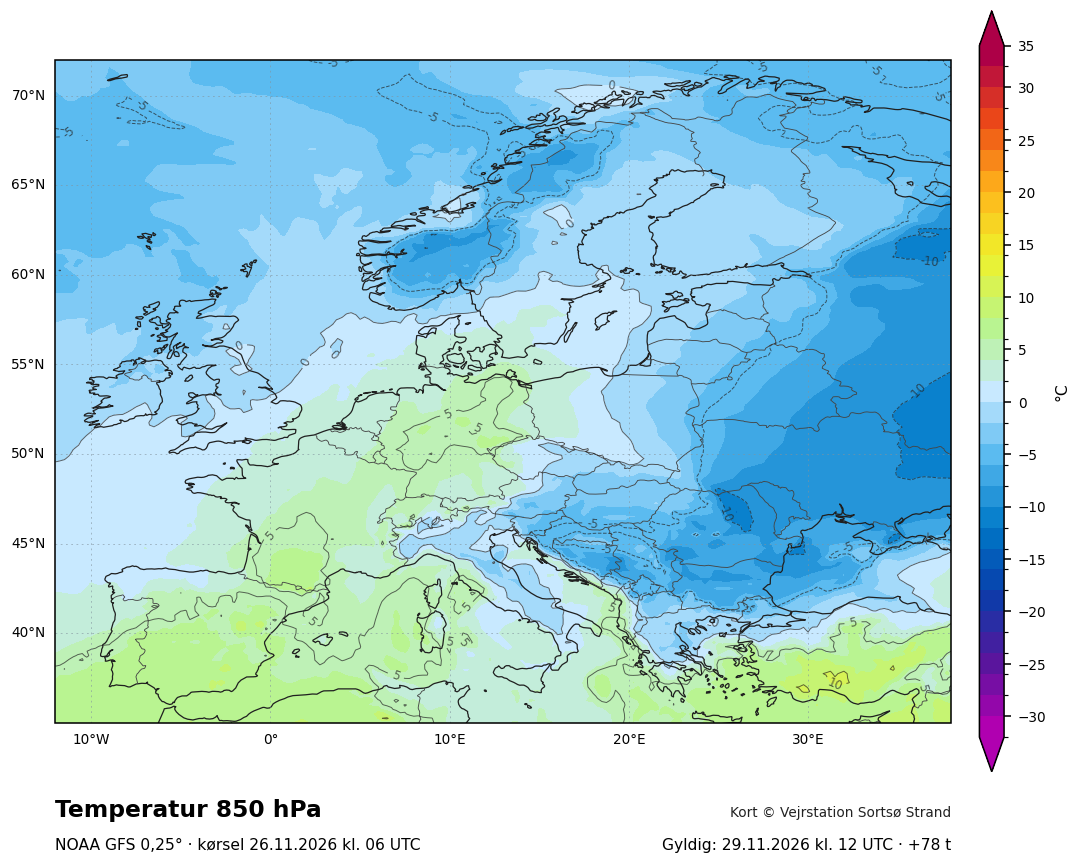 70°N
65°N
60°N
55°N
50°N
45°N
40°N
10°W 0° 10°E 20°E 30°E
35
30
25
20
15
10
5
0
−5
−10
−15
−20
−25
−30
°C
Temperatur 850 hPa
Kort © Vejrstation Sortsø Strand
NOAA GFS 0,25° · kørsel 26.11.2026 kl. 06 UTC
Gyldig: 29.11.2026 kl. 12 UTC · +78 t